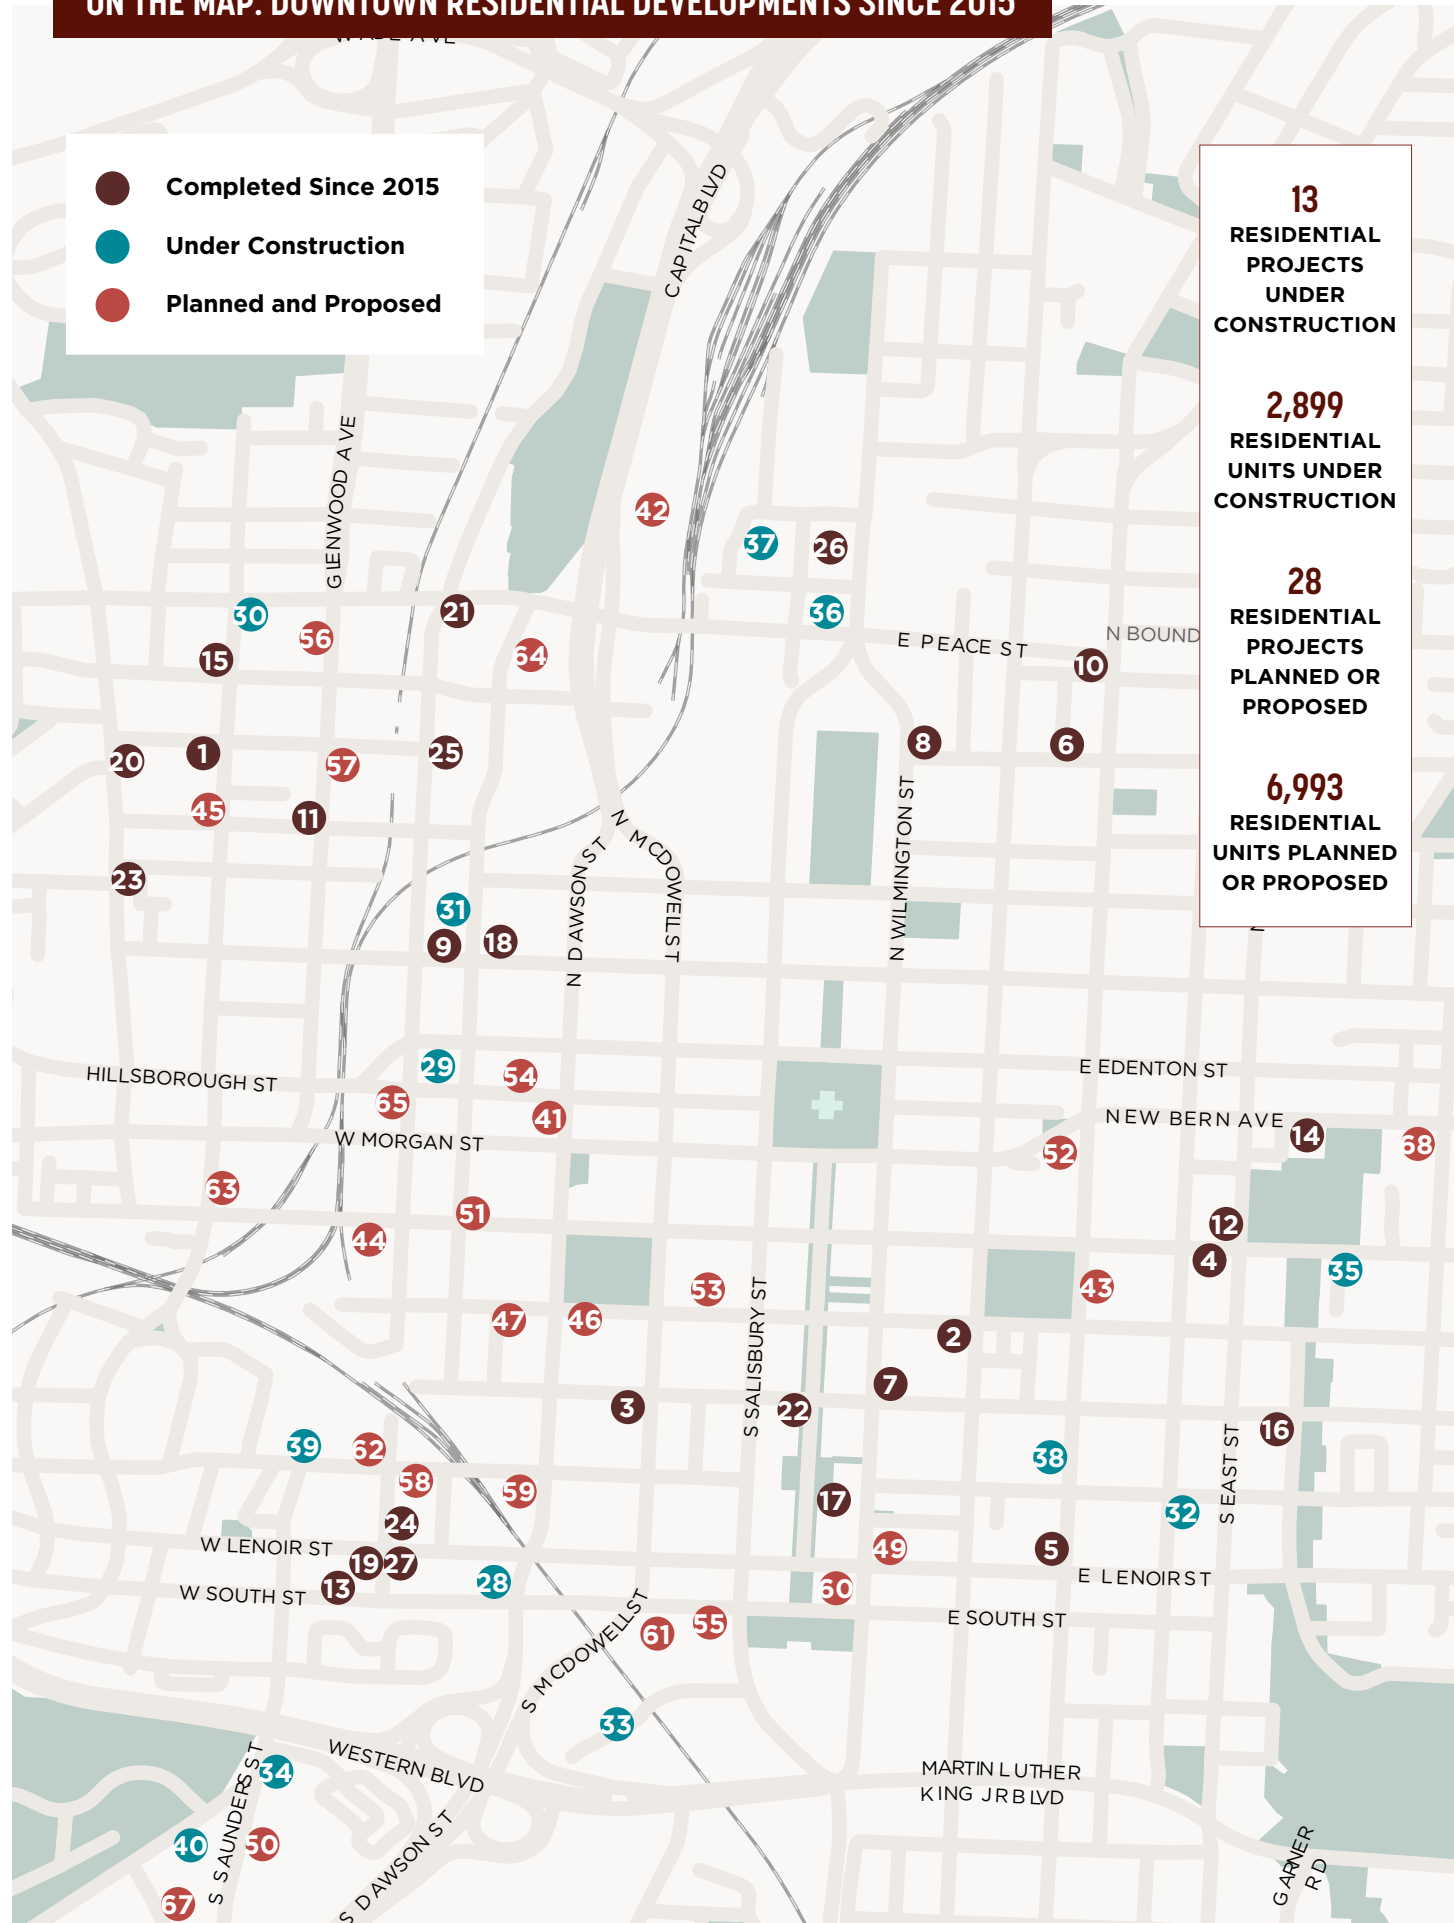 ON THE MAP: DOWNTOWN RESIDENTIAL DEVELOPMENTS SINCE 2015
W ADE A VE
Completed Since 2015
Under Construction
Planned and Proposed
13
RESIDENTIAL
PROJECTS
UNDER
CONSTRUCTION
2,899
RESIDENTIAL
UNITS UNDER
CONSTRUCTION
28
RESIDENTIAL
PROJECTS
PLANNED OR
PROPOSED
6,993
RESIDENTIAL
UNITS PLANNED
OR PROPOSED
CAPITAL BLVD
GLENWOOD AVE
42
37
26
30
21
36
56
E PEACE ST
N BOUND
15
64
10
20
1
57
25
8
6
45
11
N WILMINGTON ST
N MCDOWELL ST
N DAWSON ST
23
31
9
18
N
29
54
E EDENTON ST
HILLSBOROUGH ST
65
41
NEW BERN AVE
14
68
W MORGAN ST
52
63
51
12
44
4
35
53
43
S SALISBURY ST
47
46
2
7
3
22
16
39
62
38
S EAST ST
58
59
17
32
24
W LENOIR ST
19
27
49
5
13
28
60
E LENOIR ST
W SOUTH ST
E SOUTH ST
61
55
S MCDOWELL ST
33
WESTERN BLVD
34
MARTIN LUTHER
KING JR BLVD
S SAUNDERS ST
40
50
S DAWSON ST
GARNER
RD
67